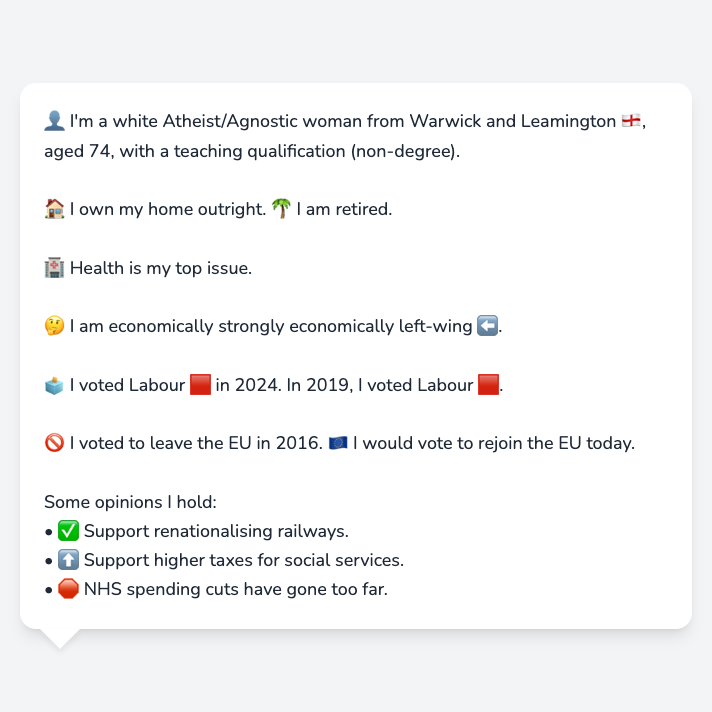 👤 I'm a white Atheist/Agnostic woman from Warwick and Leamington 🏴󠁧󠁢󠁥󠁮󠁧󠁿,
aged 74, with a teaching qualification (non-degree).
🏠 I own my home outright. 🌴 I am retired.
🏥 Health is my top issue.
🤔 I am economically strongly economically left-wing ⬅️.
🗳️ I voted Labour 🟥 in 2024. In 2019, I voted Labour 🟥.
🚫 I voted to leave the EU in 2016. 🇪🇺 I would vote to rejoin the EU today.
Some opinions I hold:
• ✅ Support renationalising railways.
• ⬆️ Support higher taxes for social services.
• 🛑 NHS spending cuts have gone too far.